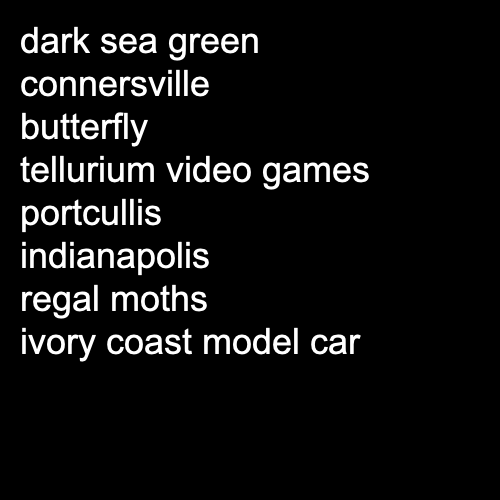 dark sea green
connersville
butterfly
tellurium video games
portcullis
indianapolis
regal moths
ivory coast model car